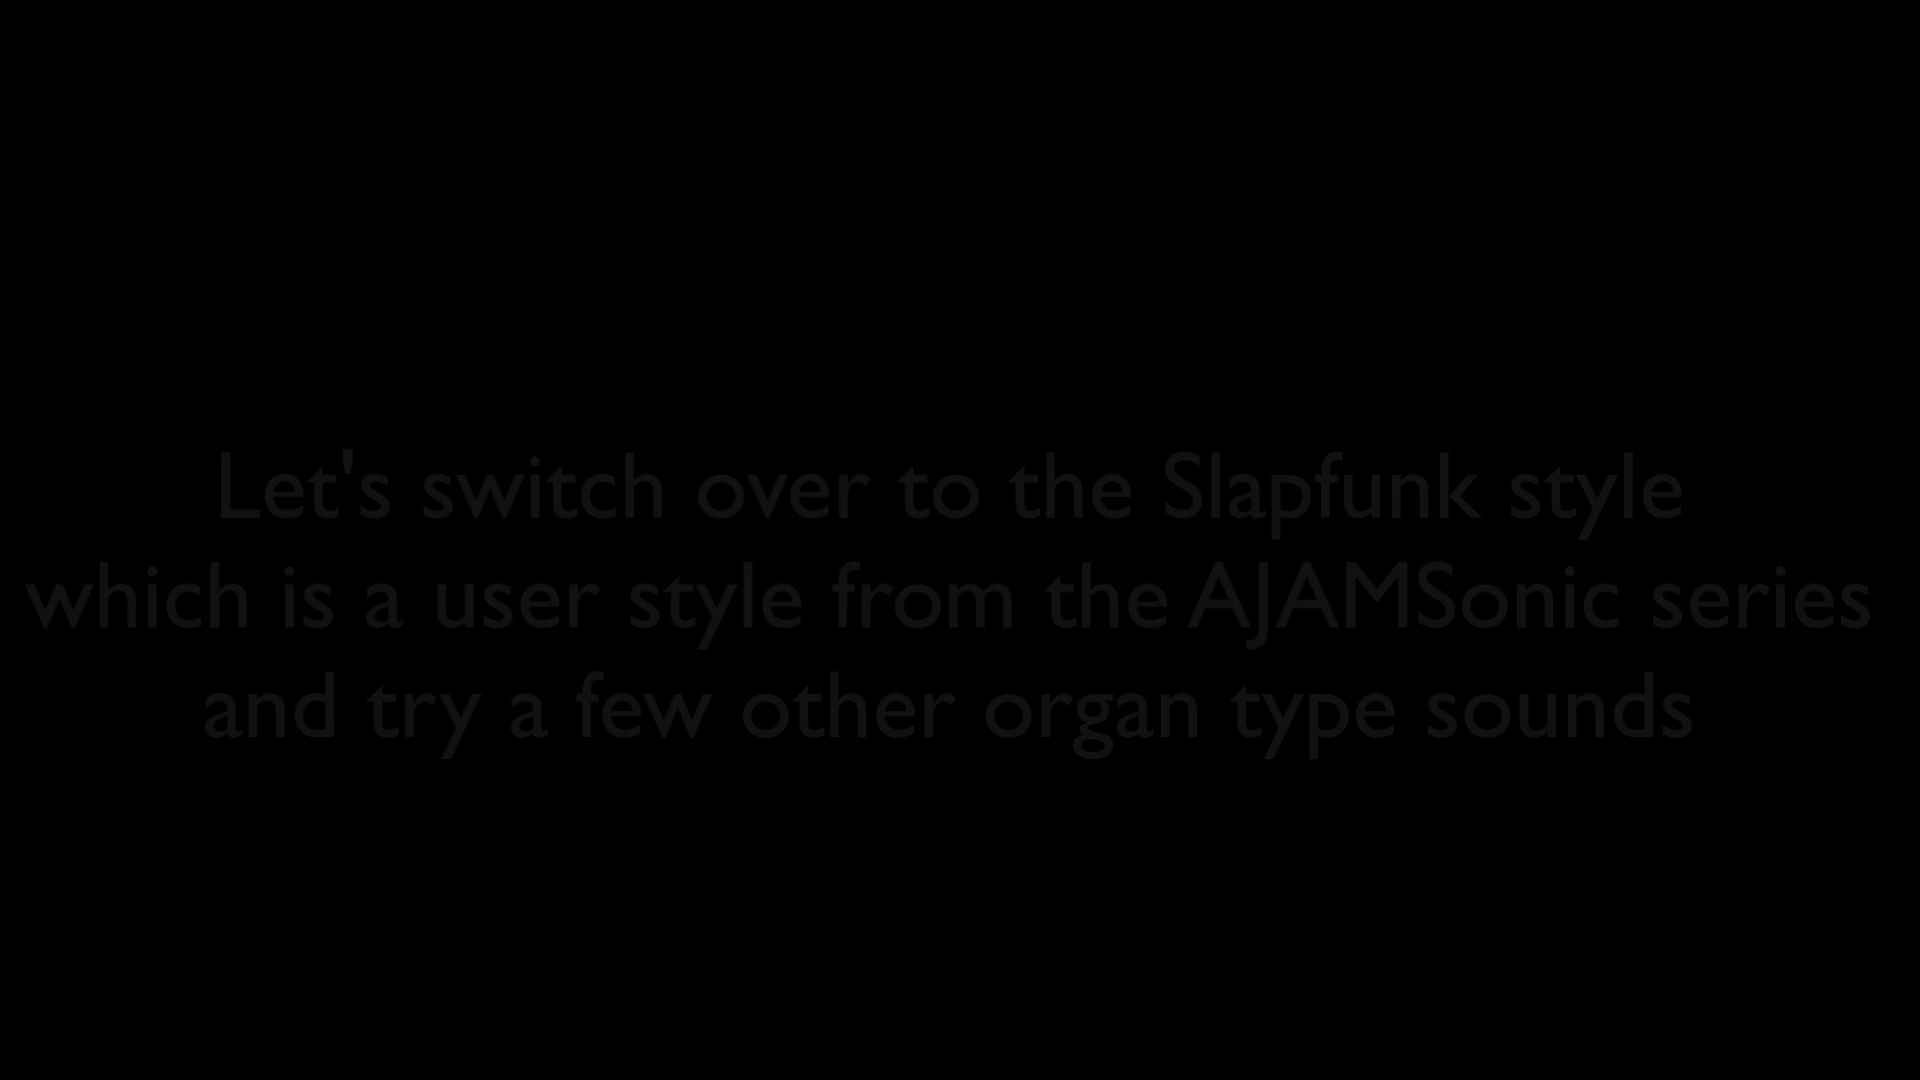 Let's switch over to the Slapfunk style
which is a user style from the AJAMSonic series
and try a few other organ type sounds